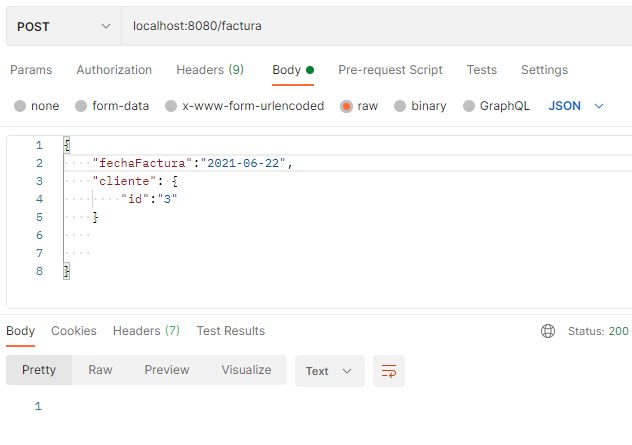 POST localhost:8080/factura
Params Authorization Headers (9) Body Pre-request Script Tests Settings
none form-data x-www-form-urlencoded raw binary GraphQL JSON
1 {
2 "fechaFactura":"2021-06-22",
3 "cliente": {
4 "id":"3"
5 }
6
7
8 }
Body Cookies Headers (7) Test Results Status: 200
Pretty Raw Preview Visualize Text
1